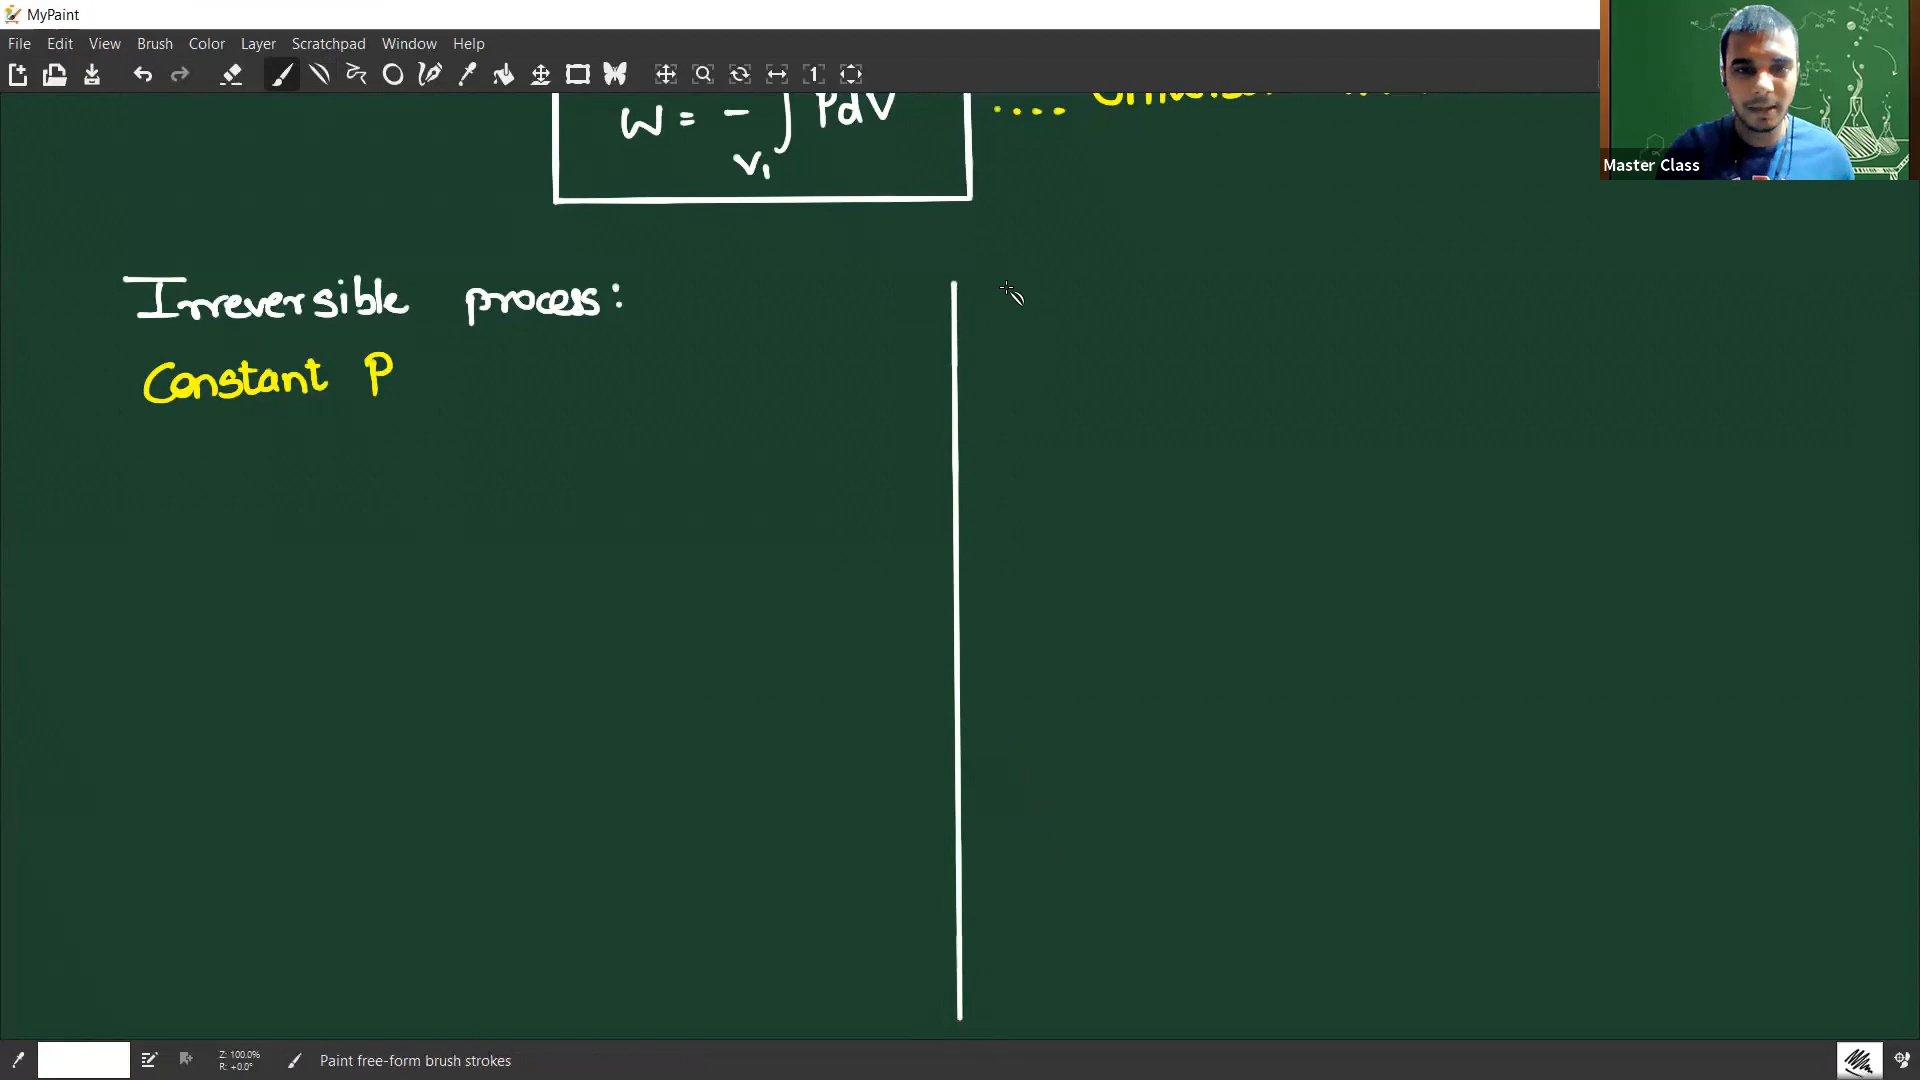 MyPaint
File Edit View Brush Color Layer Scratchpad Window Help
W = - ∫ PdV
V₁
....
Master Class
Irreversible process:
Constant P
Z: 100.0%
R: +0.0°
Paint free-form brush strokes